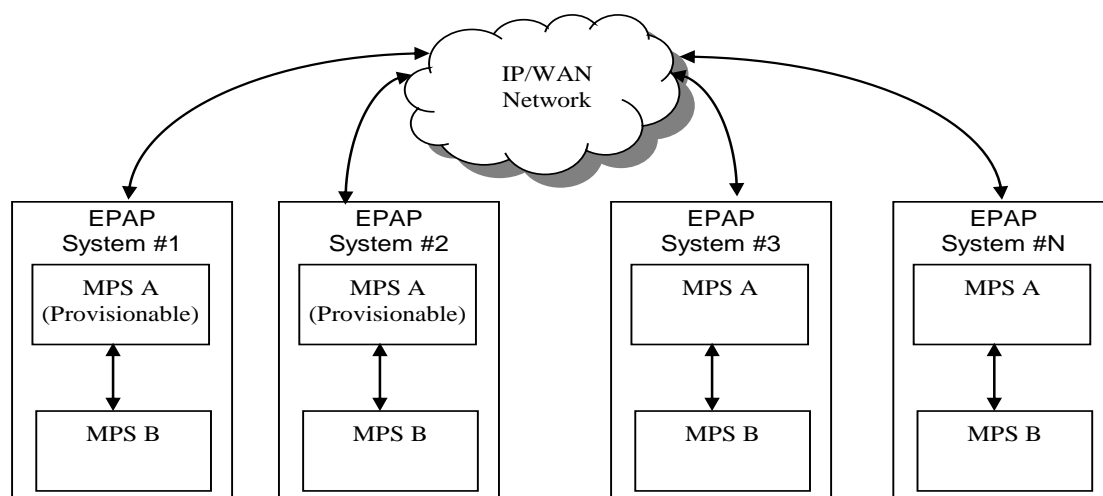 IP/WAN
Network
EPAP
System #1
MPS A
(Provisionable)
MPS B
EPAP
System #2
MPS A
(Provisionable)
MPS B
EPAP
System #3
MPS A
MPS B
EPAP
System #N
MPS A
MPS B